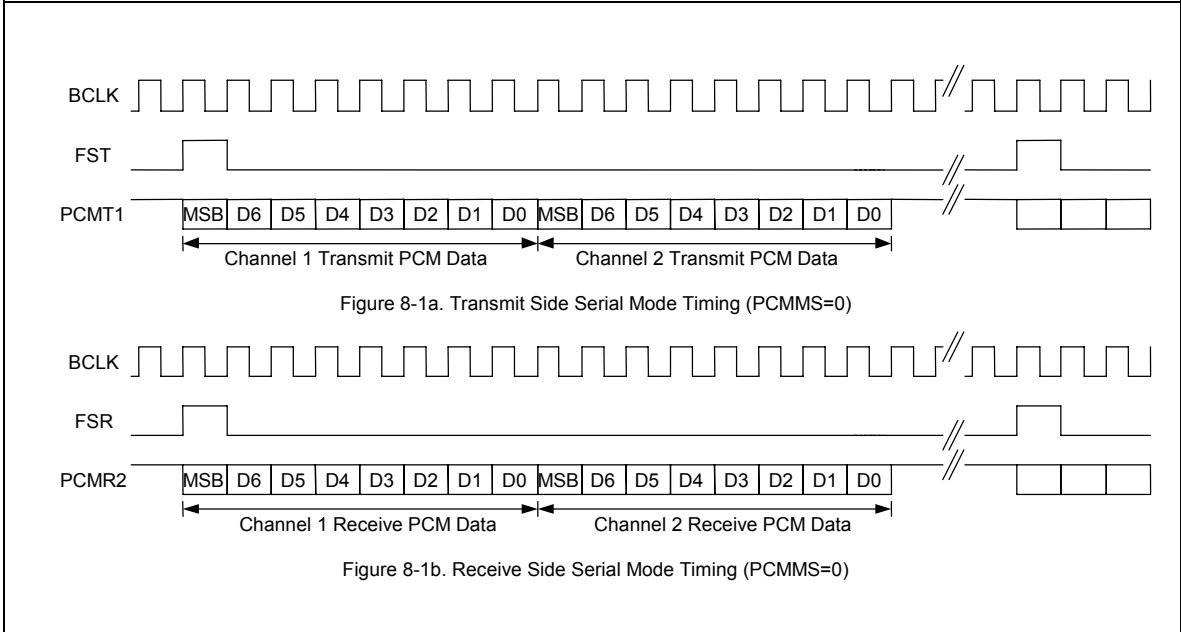 BCLK
FST
PCMT1 MSB D6 D5 D4 D3 D2 D1 D0 MSB D6 D5 D4 D3 D2 D1 D0
Channel 1 Transmit PCM Data Channel 2 Transmit PCM Data
Figure 8-1a. Transmit Side Serial Mode Timing (PCMMS=0)
BCLK
FSR
PCMR2 MSB D6 D5 D4 D3 D2 D1 D0 MSB D6 D5 D4 D3 D2 D1 D0
Channel 1 Receive PCM Data Channel 2 Receive PCM Data
Figure 8-1b. Receive Side Serial Mode Timing (PCMMS=0)